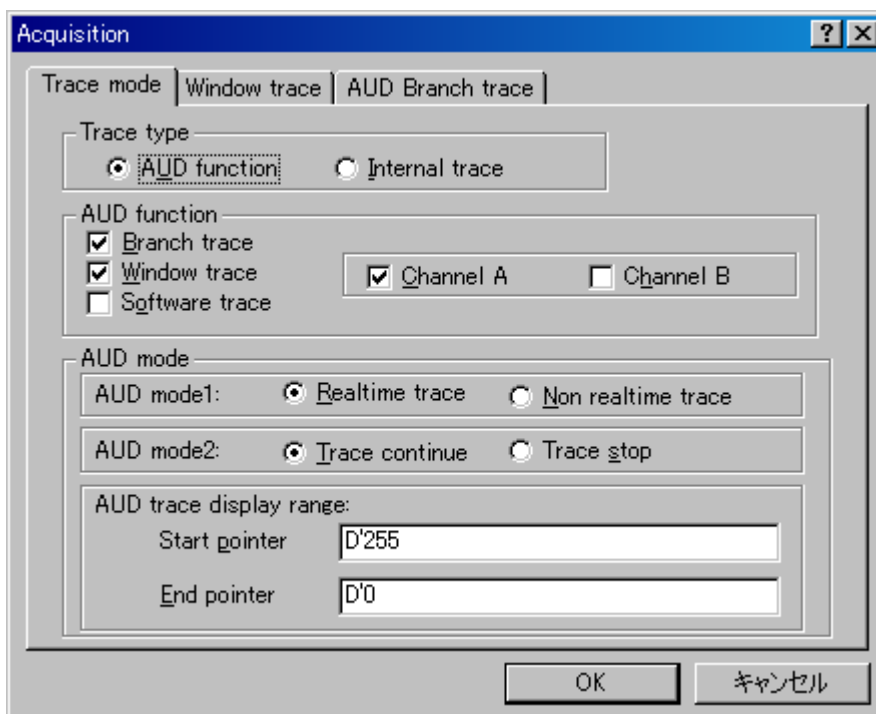 Acquisition
Trace mode Window trace AUD Branch trace
Trace type
AUD function Internal trace
AUD function
Branch trace
Window trace Channel A Channel B
Software trace
AUD mode
AUD mode1: Realtime trace Non realtime trace
AUD mode2: Trace continue Trace stop
AUD trace display range:
Start pointer D'255
End pointer D'0
OK キャンセル